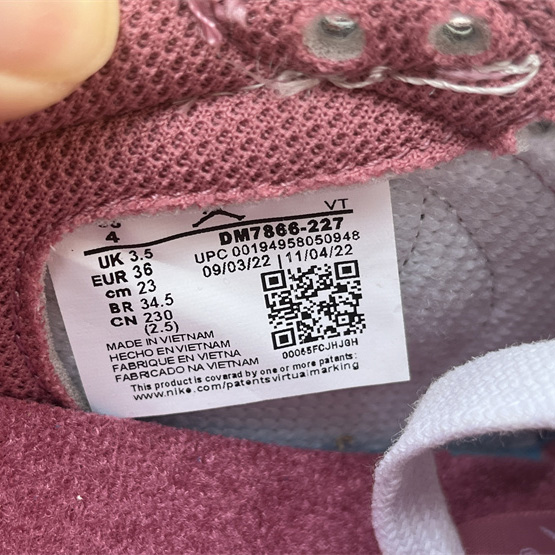 VT
4
UK 3.5
EUR 36
cm 23
BR 34.5
CN 230
(2.5)
DM7866-227
UPC 00194958050948
09/03/22 | 11/04/22
00065FCJHJGH
MADE IN VIETNAM
HECHO EN VIETNAM
FABRIQUE EN VIETNA
FABRICADO NA VIETNAM
This product is covered by one or more patents:
www.nike.com/patentsvirtualmarking